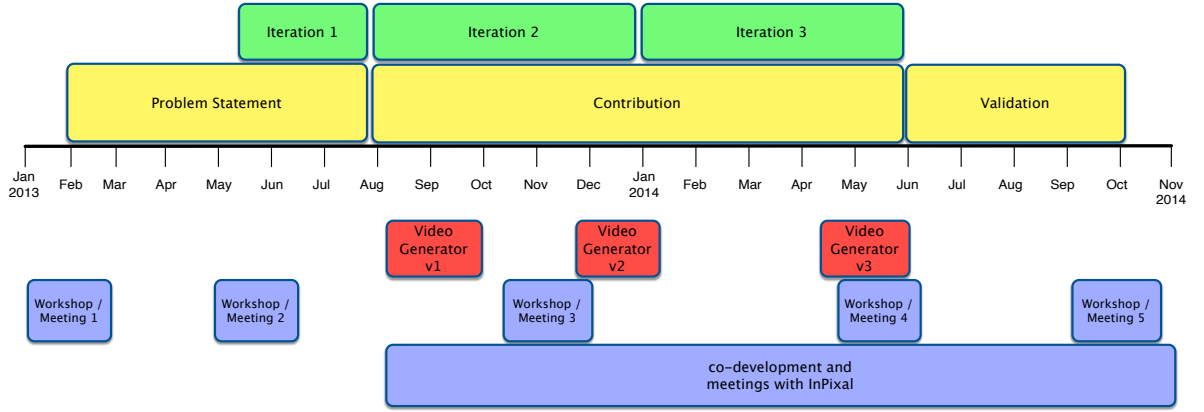 Iteration 1
Iteration 2
Iteration 3
Problem Statement
Contribution
Validation
Jan
2013
Feb
Mar
Apr
May
Jun
Jul
Aug
Sep
Oct
Nov
Dec
Jan
2014
Feb
Mar
Apr
May
Jun
Jul
Aug
Sep
Oct
Nov
2014
Video
Generator
v1
Video
Generator
v2
Video
Generator
v3
Workshop /
Meeting 1
Workshop /
Meeting 2
Workshop /
Meeting 3
Workshop /
Meeting 4
Workshop /
Meeting 5
co-development and
meetings with InPixal